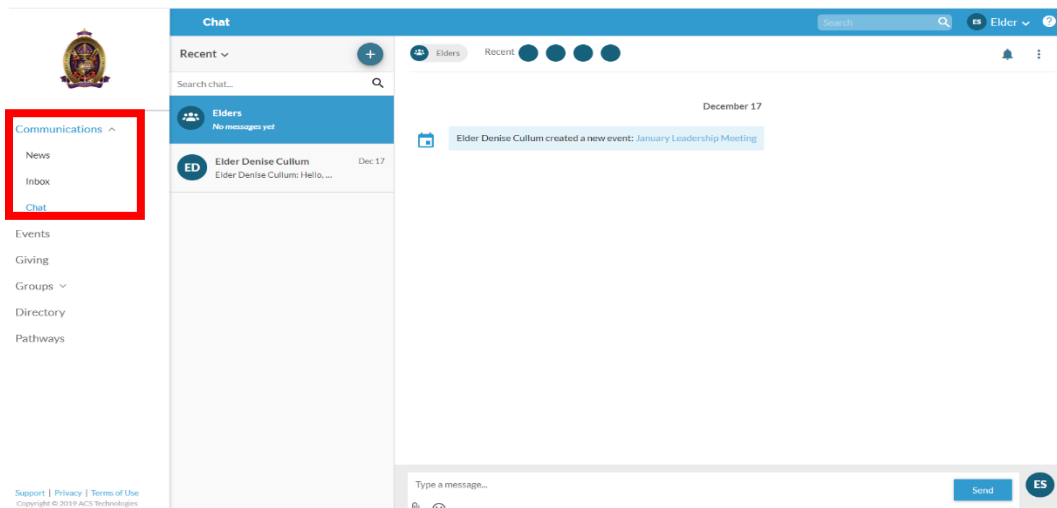 Chat
Search
ES Elder
Communications
News
Inbox
Chat
Events
Giving
Groups
Directory
Pathways
Support | Privacy | Terms of Use
Copyright © 2019 ACS Technologies
Recent
+
Search chat...
Elders
No messages yet
ED
Elder Denise Cullum Dec 17
Elder Denise Cullum: Hello, ...
Elders Recent
December 17
Elder Denise Cullum created a new event: January Leadership Meeting
Type a message...
Send
ES